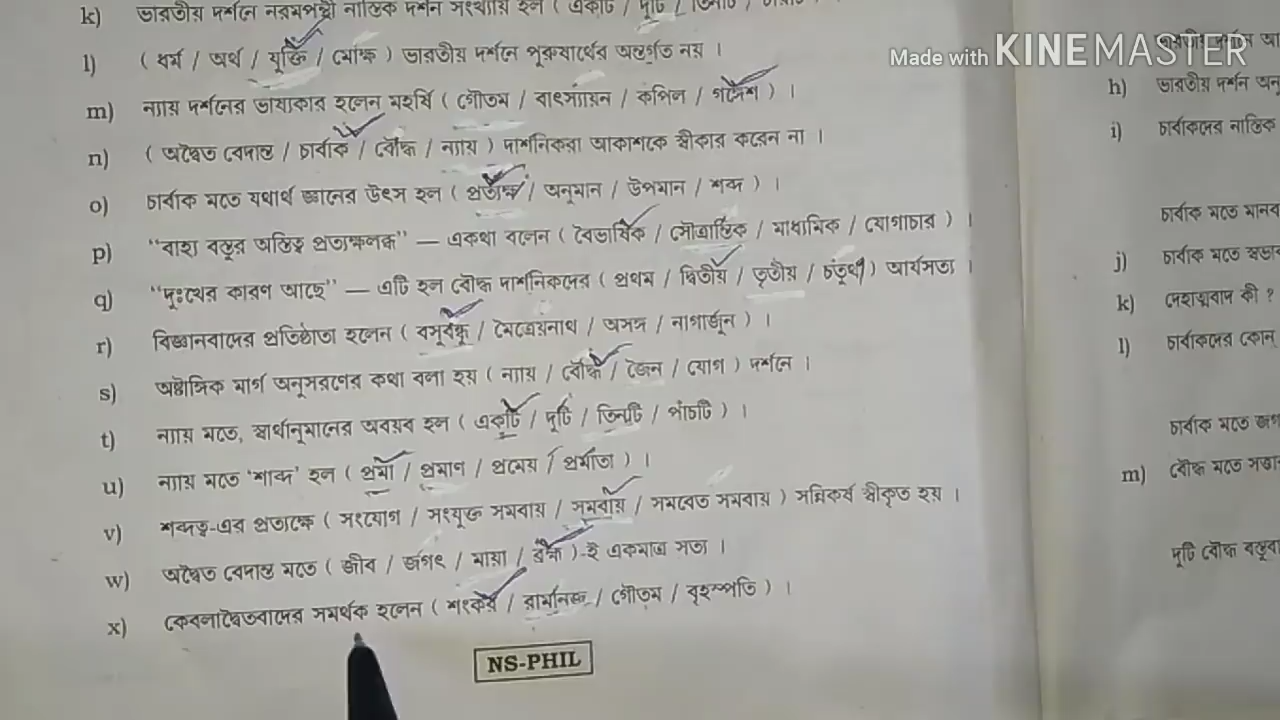 k) ভারতীয় দর্শনে নরমপন্থী নাস্তিক দর্শন সংখ্যায় হল ( একটি / দুটি / তিনটি /
l) ( ধর্ম / অর্থ / যুক্তি / মোক্ষ ) ভারতীয় দর্শনে পুরুষার্থের অন্তর্গত নয় ।
m) ন্যায় দর্শনের ভাষ্যকার হলেন মহর্ষি ( গৌতম / বাৎস্যায়ন / কপিল / গঙ্গেশ ) ।
n) ( অদ্বৈত বেদান্ত / চার্বাক / বৌদ্ধ / ন্যায় ) দার্শনিকরা আকাশকে স্বীকার করেন না ।
o) চার্বাক মতে যথার্থ জ্ঞানের উৎস হল ( প্রত্যক্ষ / অনুমান / উপমান / শব্দ ) ।
p) “বাহ্য বস্তুর অস্তিত্ব প্রত্যক্ষলব্ধ” — একথা বলেন ( বৈভাষিক / সৌত্রান্তিক / মাধ্যমিক / যোগাচার ) ।
q) “দুঃখের কারণ আছে” — এটি হল বৌদ্ধ দার্শনিকদের ( প্রথম / দ্বিতীয় / তৃতীয় / চতুর্থ ) আর্যসত্য ।
r) বিজ্ঞানবাদের প্রতিষ্ঠাতা হলেন ( বসুবন্ধু / মৈত্রেয়নাথ / অসঙ্গ / নাগার্জুন ) ।
s) অষ্টাঙ্গিক মার্গ অনুসরণের কথা বলা হয় ( ন্যায় / বৌদ্ধ / জৈন / যোগ ) দর্শনে ।
t) ন্যায় মতে, স্বার্থানুমানের অবয়ব হল ( একটি / দুটি / তিনটি / পাঁচটি ) ।
u) ন্যায় মতে ‘শাব্দ’ হল ( প্রমা / প্রমাণ / প্রমেয় / প্রমাতা ) ।
v) শব্দত্ব-এর প্রত্যক্ষে ( সংযোগ / সংযুক্ত সমবায় / সমবায় / সমবেত সমবায় ) সন্নিকর্ষ স্বীকৃত হয় ।
w) অদ্বৈত বেদান্ত মতে ( জীব / জগৎ / মায়া / ব্রহ্ম )-ই একমাত্র সত্য ।
x) কেবলাদ্বৈতবাদের সমর্থক হলেন ( শংকর / রামানুজ / গৌতম / বৃহস্পতি ) ।
NS-PHIL
Made with KINEMASTER
h) ভারতীয় দর্শন
i) চার্বাকদের নাস্তিক
চার্বাক মতে
j) চার্বাক মতে
k) দেহাত্মবাদ কী ?
l) চার্বাকদের কোন্
চার্বাক মতে
m) বৌদ্ধ মতে
দুটি বৌদ্ধ